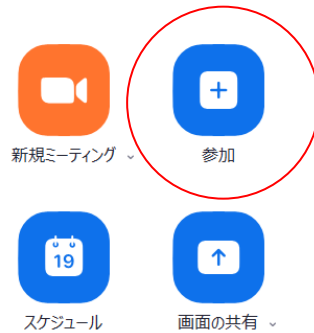 新規ミーティング
参加
19
スケジュール
画面の共有